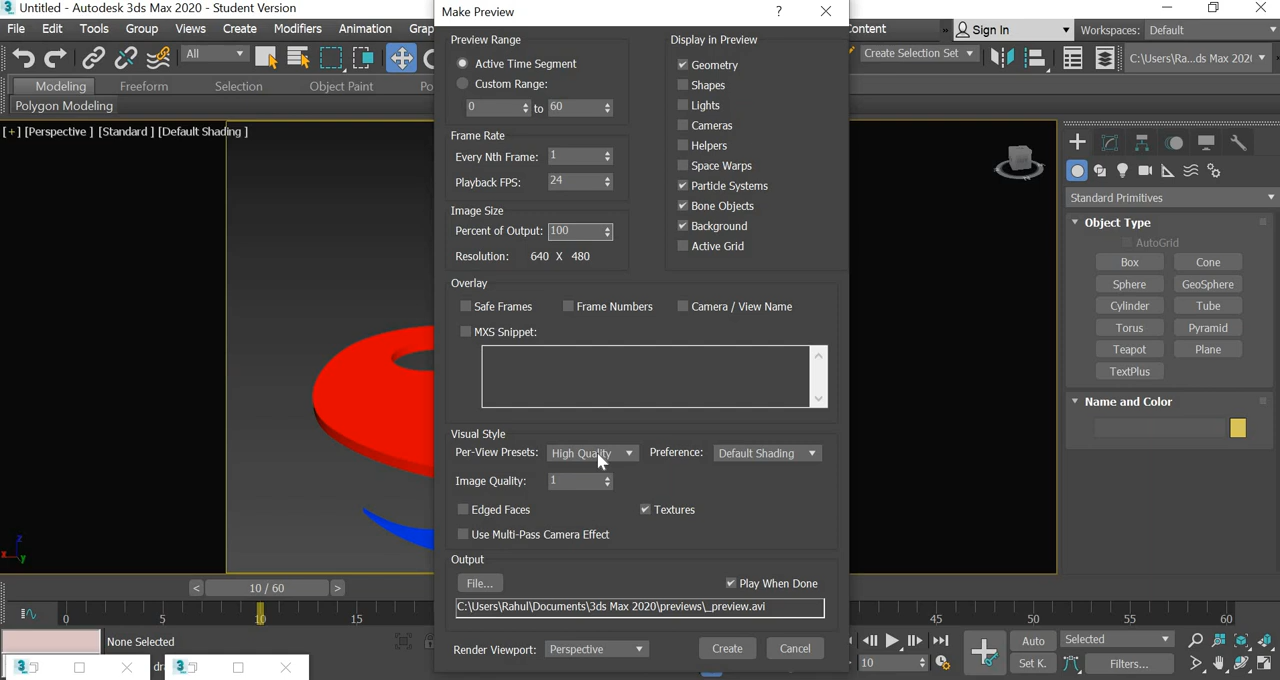 Untitled - Autodesk 3ds Max 2020 - Student Version
Make Preview
?
File Edit Tools Group Views Create Modifiers Animation Grap
ontent » Sign In Workspaces: Default
All
Create Selection Set
C:\Users\Ra...ds Max 202(
Modeling Freeform Selection Object Paint Po
Polygon Modeling
[+] [Perspective ] [Standard ] [Default Shading ]
Preview Range
Active Time Segment
Custom Range:
0 to 60
Frame Rate
Every Nth Frame: 1
Playback FPS: 24
Image Size
Percent of Output: 100
Resolution: 640 X 480
Display in Preview
Geometry
Shapes
Lights
Cameras
Helpers
Space Warps
Particle Systems
Bone Objects
Background
Active Grid
Overlay
Safe Frames Frame Numbers Camera / View Name
MXS Snippet:
Visual Style
Per-View Presets: High Quality Preference: Default Shading
Image Quality: 1
Edged Faces Textures
Use Multi-Pass Camera Effect
Output
File... Play When Done
C:\Users\Rahul\Documents\3ds Max 2020\previews\_preview.avi
Render Viewport: Perspective Create Cancel
Standard Primitives
Object Type
AutoGrid
Box Cone
Sphere GeoSphere
Cylinder Tube
Torus Pyramid
Teapot Plane
TextPlus
Name and Color
z
x y
< 10 / 60 >
0 5 10 15 45 50 55 60
None Selected
10
Auto Selected
Set K. Filters...